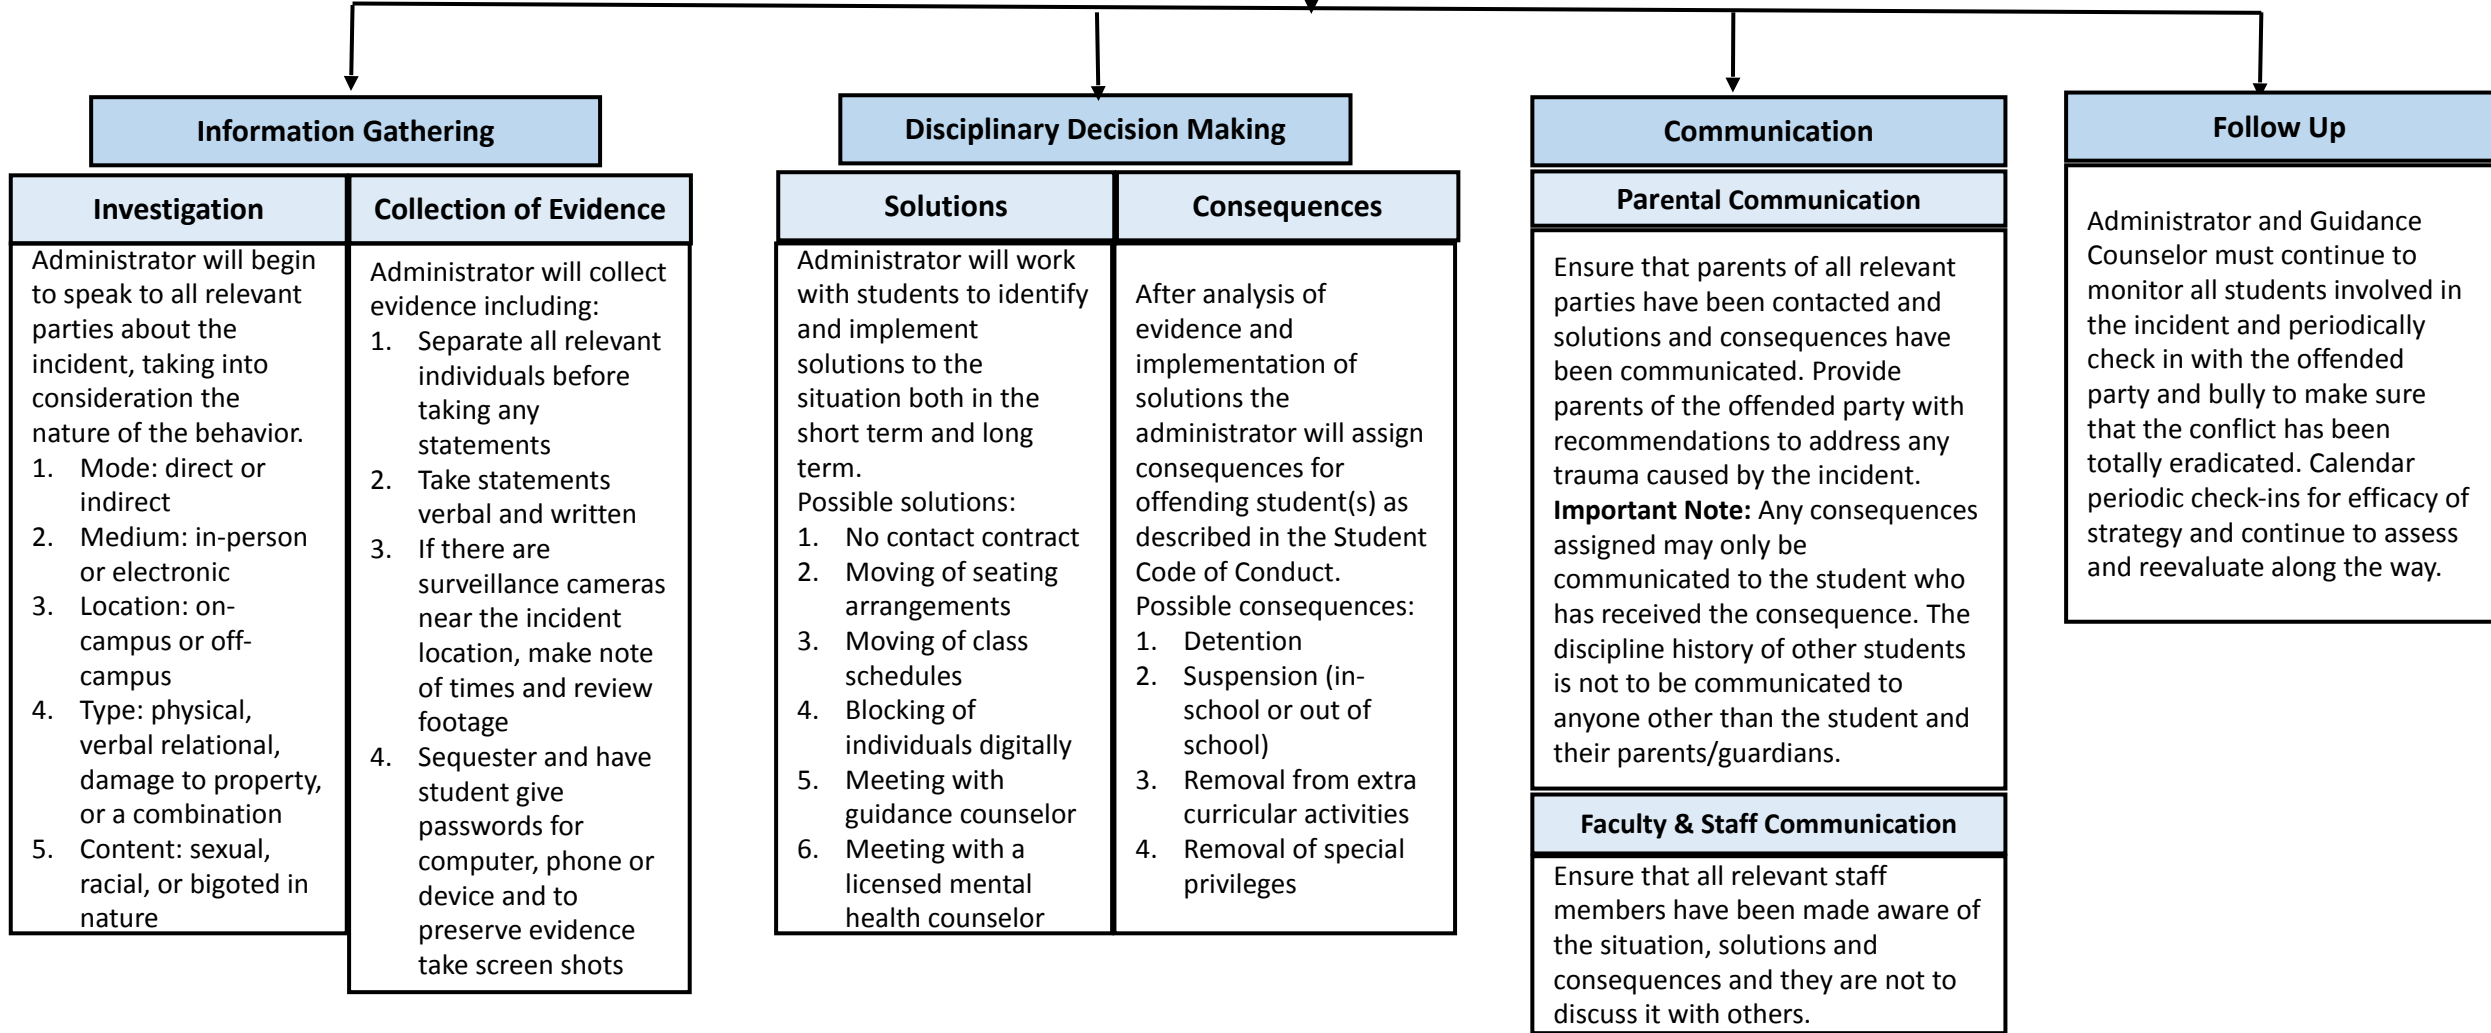 Information Gathering
Investigation
Administrator will begin
to speak to all relevant
parties about the
incident, taking into
consideration the
nature of the behavior.
1. Mode: direct or
indirect
2. Medium: in-person
or electronic
3. Location: on-
campus or off-
campus
4. Type: physical,
verbal relational,
damage to property,
or a combination
5. Content: sexual,
racial, or bigoted in
nature
Collection of Evidence
Administrator will collect
evidence including:
1. Separate all relevant
individuals before
taking any
statements
2. Take statements
verbal and written
3. If there are
surveillance cameras
near the incident
location, make note
of times and review
footage
4. Sequester and have
student give
passwords for
computer, phone or
device and to
preserve evidence
take screen shots
Disciplinary Decision Making
Solutions
Administrator will work
with students to identify
and implement
solutions to the
situation both in the
short term and long
term.
Possible solutions:
1. No contact contract
2. Moving of seating
arrangements
3. Moving of class
schedules
4. Blocking of
individuals digitally
5. Meeting with
guidance counselor
6. Meeting with a
licensed mental
health counselor
Consequences
After analysis of
evidence and
implementation of
solutions the
administrator will assign
consequences for
offending student(s) as
described in the Student
Code of Conduct.
Possible consequences:
1. Detention
2. Suspension (in-
school or out of
school)
3. Removal from extra
curricular activities
4. Removal of special
privileges
Communication
Parental Communication
Ensure that parents of all relevant
parties have been contacted and
solutions and consequences have
been communicated. Provide
parents of the offended party with
recommendations to address any
trauma caused by the incident.
Important Note: Any consequences
assigned may only be
communicated to the student who
has received the consequence. The
discipline history of other students
is not to be communicated to
anyone other than the student and
their parents/guardians.
Faculty & Staff Communication
Ensure that all relevant staff
members have been made aware of
the situation, solutions and
consequences and they are not to
discuss it with others.
Follow Up
Administrator and Guidance
Counselor must continue to
monitor all students involved in
the incident and periodically
check in with the offended
party and bully to make sure
that the conflict has been
totally eradicated. Calendar
periodic check-ins for efficacy of
strategy and continue to assess
and reevaluate along the way.